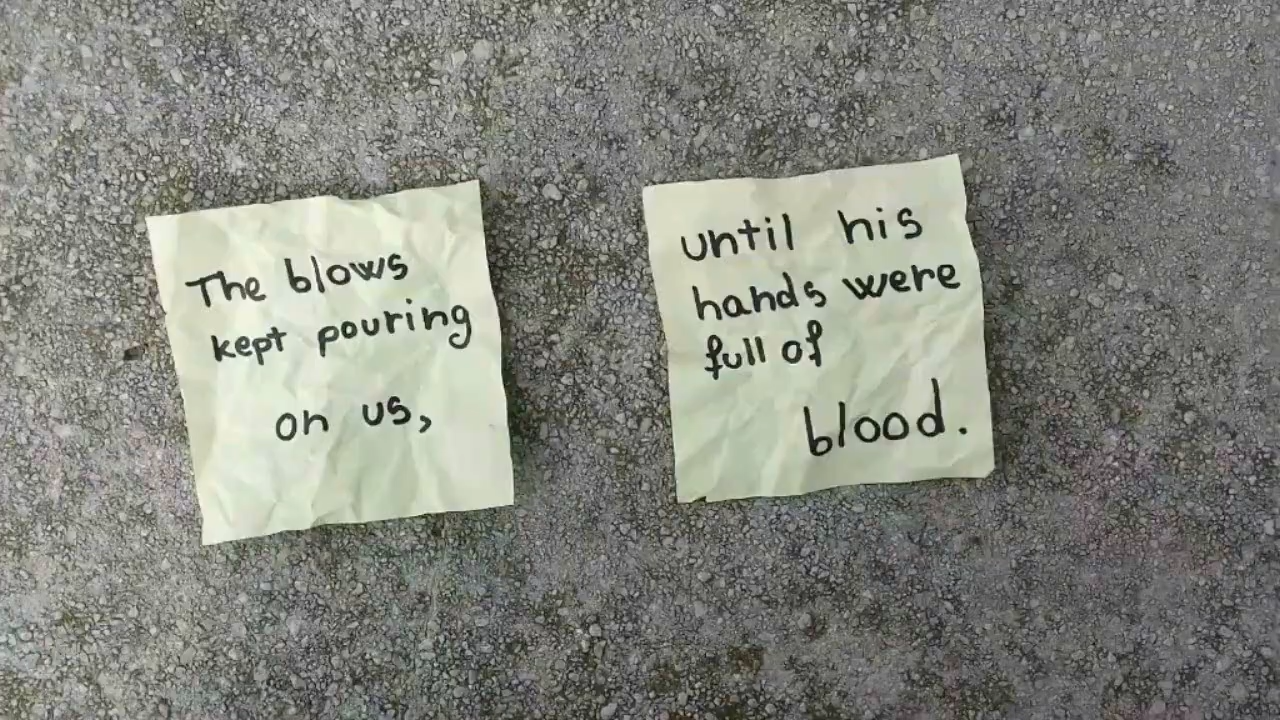 The blows
kept pouring
on us,
until his
hands were
full of
blood.